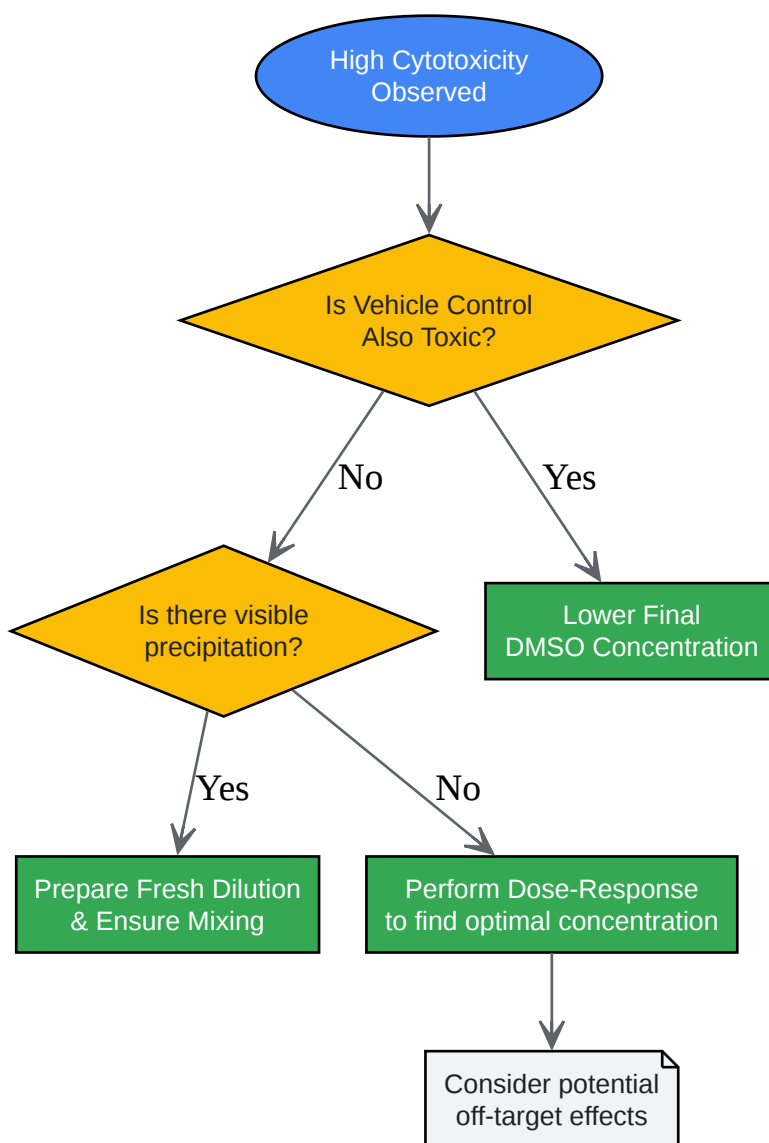 High Cytotoxicity
Observed
Is Vehicle Control
Also Toxic?
No
Yes
Is there visible
precipitation?
Lower Final
DMSO Concentration
Yes
No
Prepare Fresh Dilution
& Ensure Mixing
Perform Dose-Response
to find optimal concentration
Consider potential
off-target effects